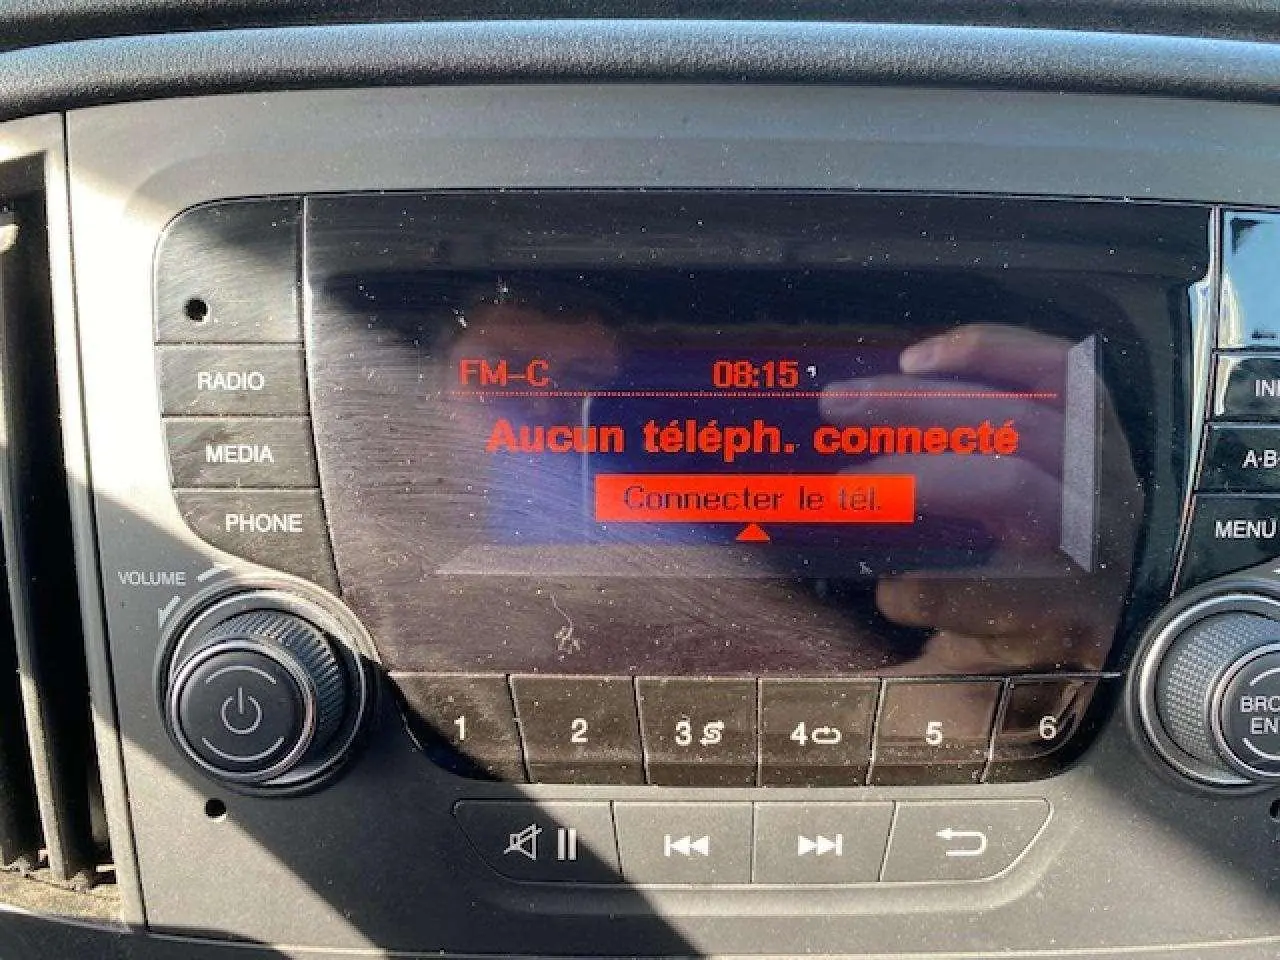 FM-C 08:15
Aucun téléph. connecté
Connecter le tél.
RADIO
MEDIA
PHONE
VOLUME
1 2 3 4 5 6
A·B·
MENU